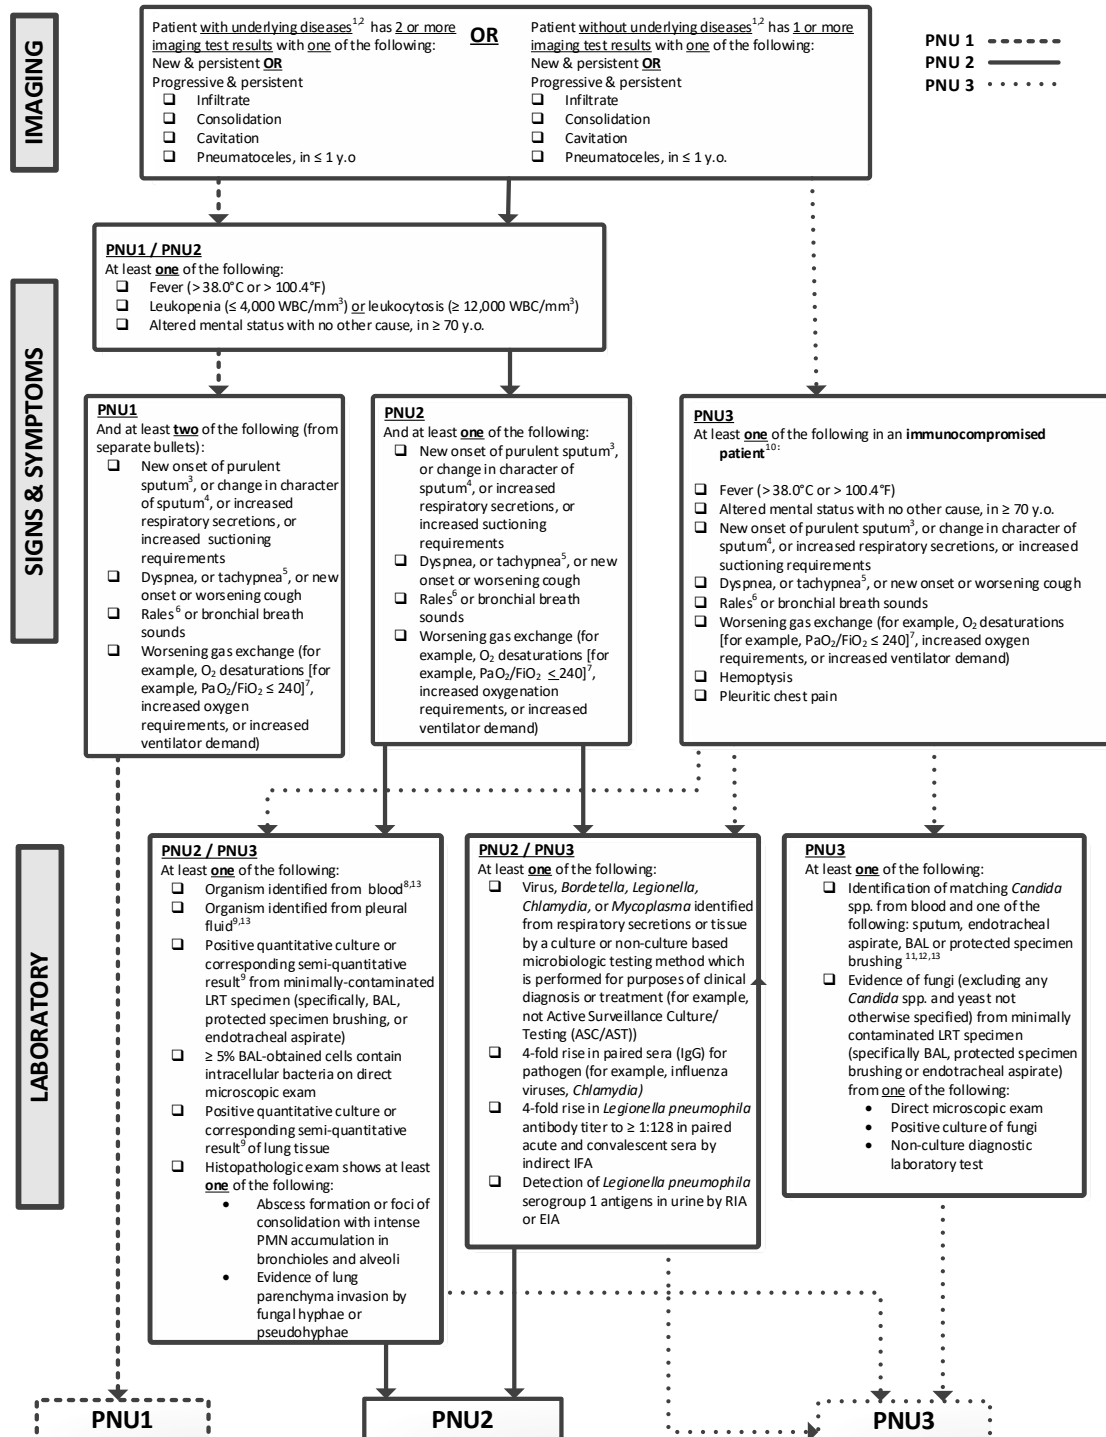 IMAGING
Patient with underlying diseases1,2 has 2 or more
imaging test results with one of the following:
New & persistent OR
Progressive & persistent
❑ Infiltrate
❑ Consolidation
❑ Cavitation
❑ Pneumatoceles, in ≤ 1 y.o
OR
Patient without underlying diseases1,2 has 1 or more
imaging test results with one of the following:
New & persistent OR
Progressive & persistent
❑ Infiltrate
❑ Consolidation
❑ Cavitation
❑ Pneumatoceles, in ≤ 1 y.o.
PNU 1
PNU 2
PNU 3
SIGNS & SYMPTOMS
PNU1 / PNU2
At least one of the following:
❑ Fever (> 38.0°C or > 100.4°F)
❑ Leukopenia (≤ 4,000 WBC/mm3) or leukocytosis (≥ 12,000 WBC/mm3)
❑ Altered mental status with no other cause, in ≥ 70 y.o.
PNU1
And at least two of the following (from
separate bullets):
❑ New onset of purulent
sputum3, or change in character
of sputum4, or increased
respiratory secretions, or
increased suctioning
requirements
❑ Dyspnea, or tachypnea5, or new
onset or worsening cough
❑ Rales6 or bronchial breath
sounds
❑ Worsening gas exchange (for
example, O2 desaturations [for
example, PaO2/FiO2 ≤ 240]7,
increased oxygen
requirements, or increased
ventilator demand)
PNU2
And at least one of the following:
❑ New onset of purulent sputum3,
or change in character of
sputum4, or increased
respiratory secretions, or
increased suctioning
requirements
❑ Dyspnea, or tachypnea5, or new
onset or worsening cough
❑ Rales6 or bronchial breath
sounds
❑ Worsening gas exchange (for
example, O2 desaturations [for
example, PaO2/FiO2 ≤ 240]7,
increased oxygenation
requirements, or increased
ventilator demand)
PNU3
At least one of the following in an immunocompromised
patient10:
❑ Fever (> 38.0°C or > 100.4°F)
❑ Altered mental status with no other cause, in ≥ 70 y.o.
❑ New onset of purulent sputum3, or change in character of
sputum4, or increased respiratory secretions, or increased
suctioning requirements
❑ Dyspnea, or tachypnea5, or new onset or worsening cough
❑ Rales6 or bronchial breath sounds
❑ Worsening gas exchange (for example, O2 desaturations
[for example, PaO2/FiO2 ≤ 240]7, increased oxygen
requirements, or increased ventilator demand)
❑ Hemoptysis
❑ Pleuritic chest pain
LABORATORY
PNU2 / PNU3
At least one of the following:
❑ Organism identified from blood8,13
❑ Organism identified from pleural
fluid9,13
❑ Positive quantitative culture or
corresponding semi-quantitative
result9 from minimally-contaminated
LRT specimen (specifically, BAL,
protected specimen brushing, or
endotracheal aspirate)
❑ ≥ 5% BAL-obtained cells contain
intracellular bacteria on direct
microscopic exam
❑ Positive quantitative culture or
corresponding semi-quantitative
result9 of lung tissue
❑ Histopathologic exam shows at least
one of the following:
• Abscess formation or foci of
consolidation with intense
PMN accumulation in
bronchioles and alveoli
• Evidence of lung
parenchyma invasion by
fungal hyphae or
pseudohyphae
PNU2 / PNU3
At least one of the following:
❑ Virus, Bordetella, Legionella,
Chlamydia, or Mycoplasma identified
from respiratory secretions or tissue
by a culture or non-culture based
microbiologic testing method which
is performed for purposes of clinical
diagnosis or treatment (for example,
not Active Surveillance Culture/
Testing (ASC/AST))
❑ 4-fold rise in paired sera (IgG) for
pathogen (for example, influenza
viruses, Chlamydia)
❑ 4-fold rise in Legionella pneumophila
antibody titer to ≥ 1:128 in paired
acute and convalescent sera by
indirect IFA
❑ Detection of Legionella pneumophila
serogroup 1 antigens in urine by RIA
or EIA
PNU3
At least one of the following:
❑ Identification of matching Candida
spp. from blood and one of the
following: sputum, endotracheal
aspirate, BAL or protected specimen
brushing 11,12,13
❑ Evidence of fungi (excluding any
Candida spp. and yeast not
otherwise specified) from minimally
contaminated LRT specimen
(specifically BAL, protected specimen
brushing or endotracheal aspirate)
from one of the following:
• Direct microscopic exam
• Positive culture of fungi
• Non-culture diagnostic
laboratory test
PNU1
PNU2
PNU3